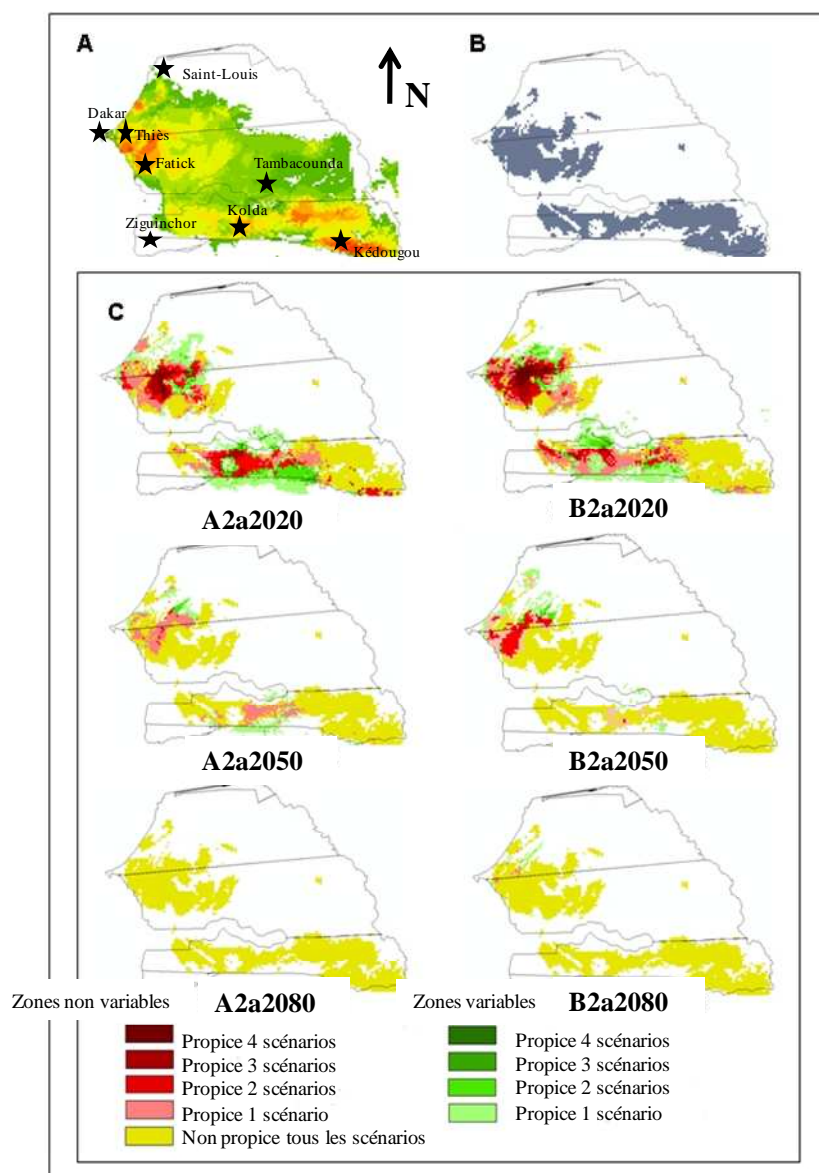 A
B
Saint-Louis
N
Dakar
Thiès
Fatick
Tambacounda
Kolda
Ziguinchor
Kédougou
C
A2a2020
B2a2020
A2a2050
B2a2050
A2a2080
B2a2080
Zones non variables
Propice 4 scénarios
Propice 3 scénarios
Propice 2 scénarios
Propice 1 scénario
Non propice tous les scénarios
Zones variables
Propice 4 scénarios
Propice 3 scénarios
Propice 2 scénarios
Propice 1 scénario